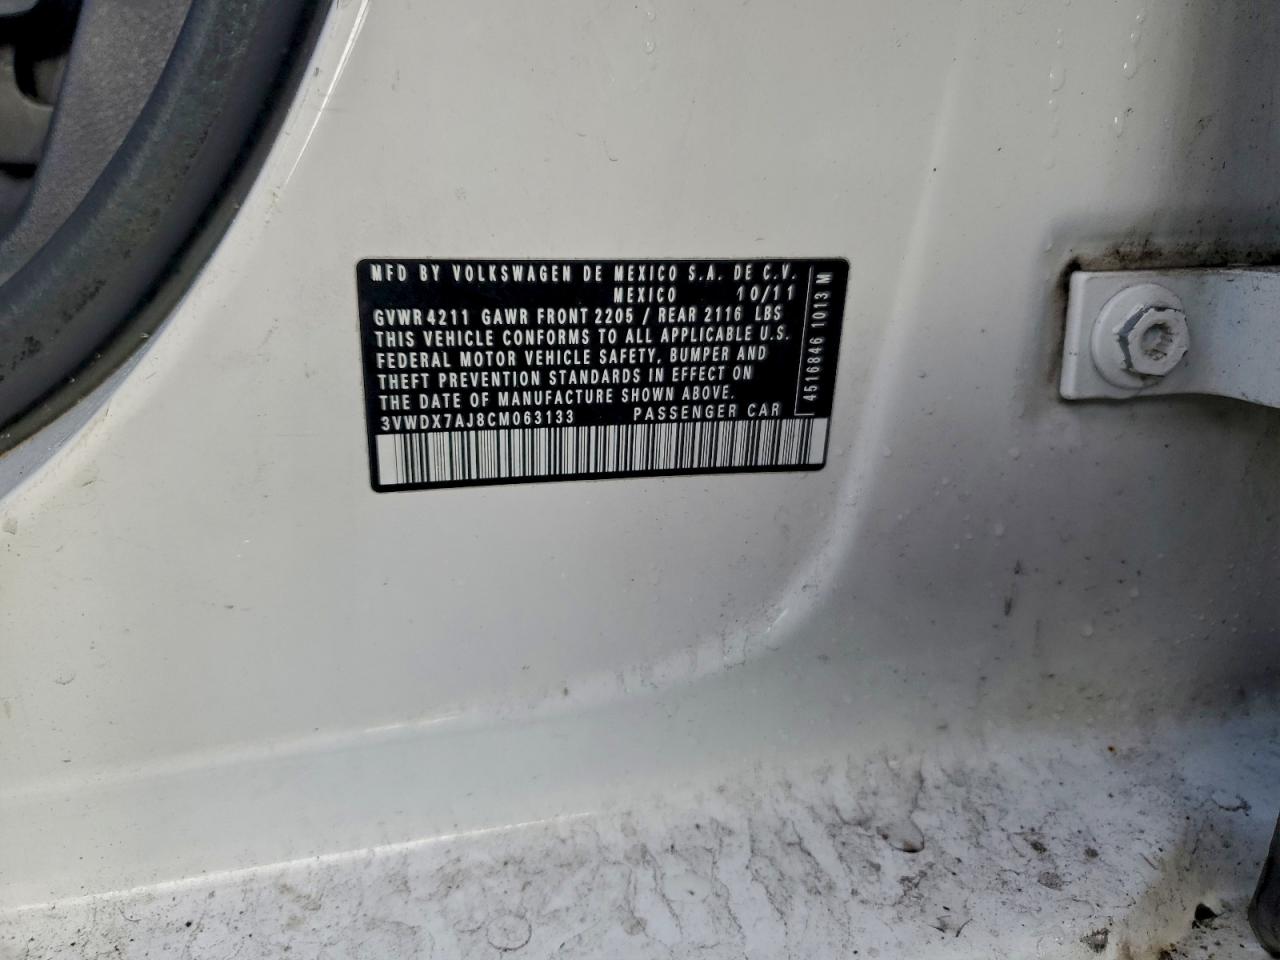 MFD BY VOLKSWAGEN DE MEXICO S.A. DE C.V.
MEXICO 10/11
GVWR 4211 GAWR FRONT 2205 / REAR 2116 LBS
THIS VEHICLE CONFORMS TO ALL APPLICABLE U.S.
FEDERAL MOTOR VEHICLE SAFETY, BUMPER AND
THEFT PREVENTION STANDARDS IN EFFECT ON
THE DATE OF MANUFACTURE SHOWN ABOVE.
3VWDX7AJ8CM063133 PASSENGER CAR
4516846 1013 M